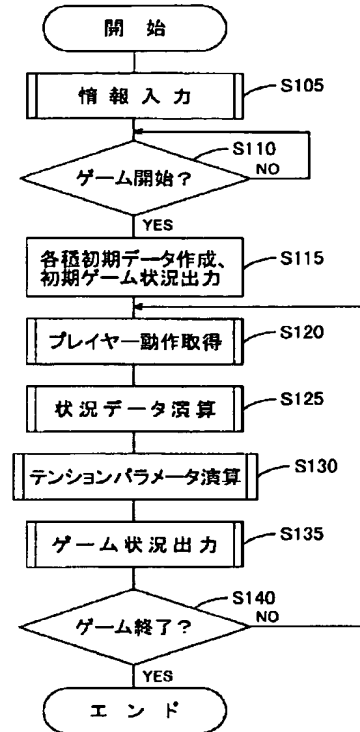 開始
情報入力
S105
S110
ゲーム開始？
NO
YES
各種初期データ作成、
初期ゲーム状況出力
S115
プレイヤー動作取得
S120
状況データ演算
S125
テンションパラメータ演算
S130
ゲーム状況出力
S135
S140
ゲーム終了？
NO
YES
エンド